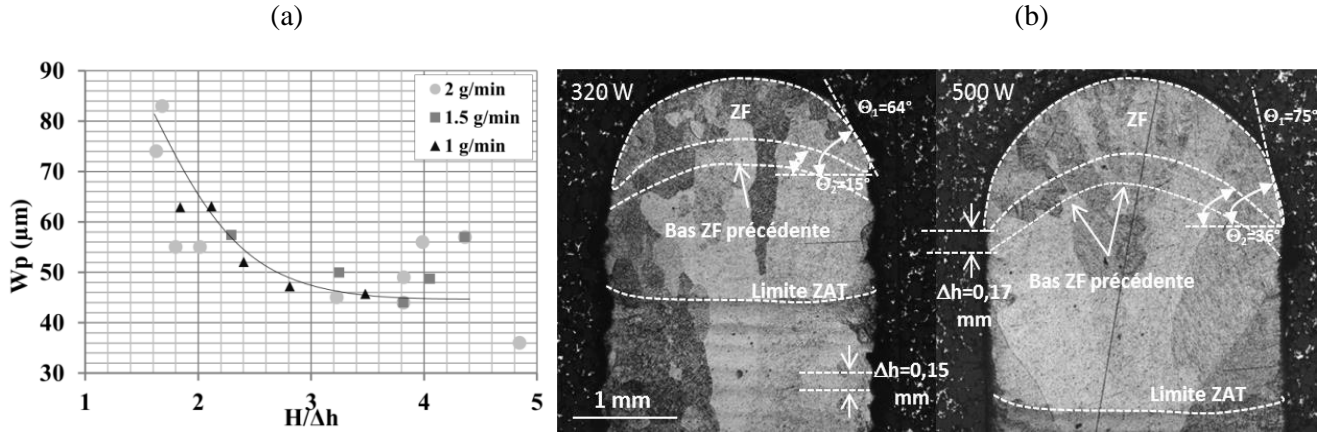 (a)
(b)
90
80
70
60
50
40
30
Wp (µm)
1
2
3
4
5
H/Δh
2 g/min
1.5 g/min
1 g/min
320 W
ZF
Θ1=64°
Θ2=15°
Bas ZF précédente
Limite ZAT
Δh=0,15
mm
1 mm
500 W
ZF
Θ1=75°
Θ2=36°
Bas ZF précédente
Δh=0,17
mm
Limite ZAT